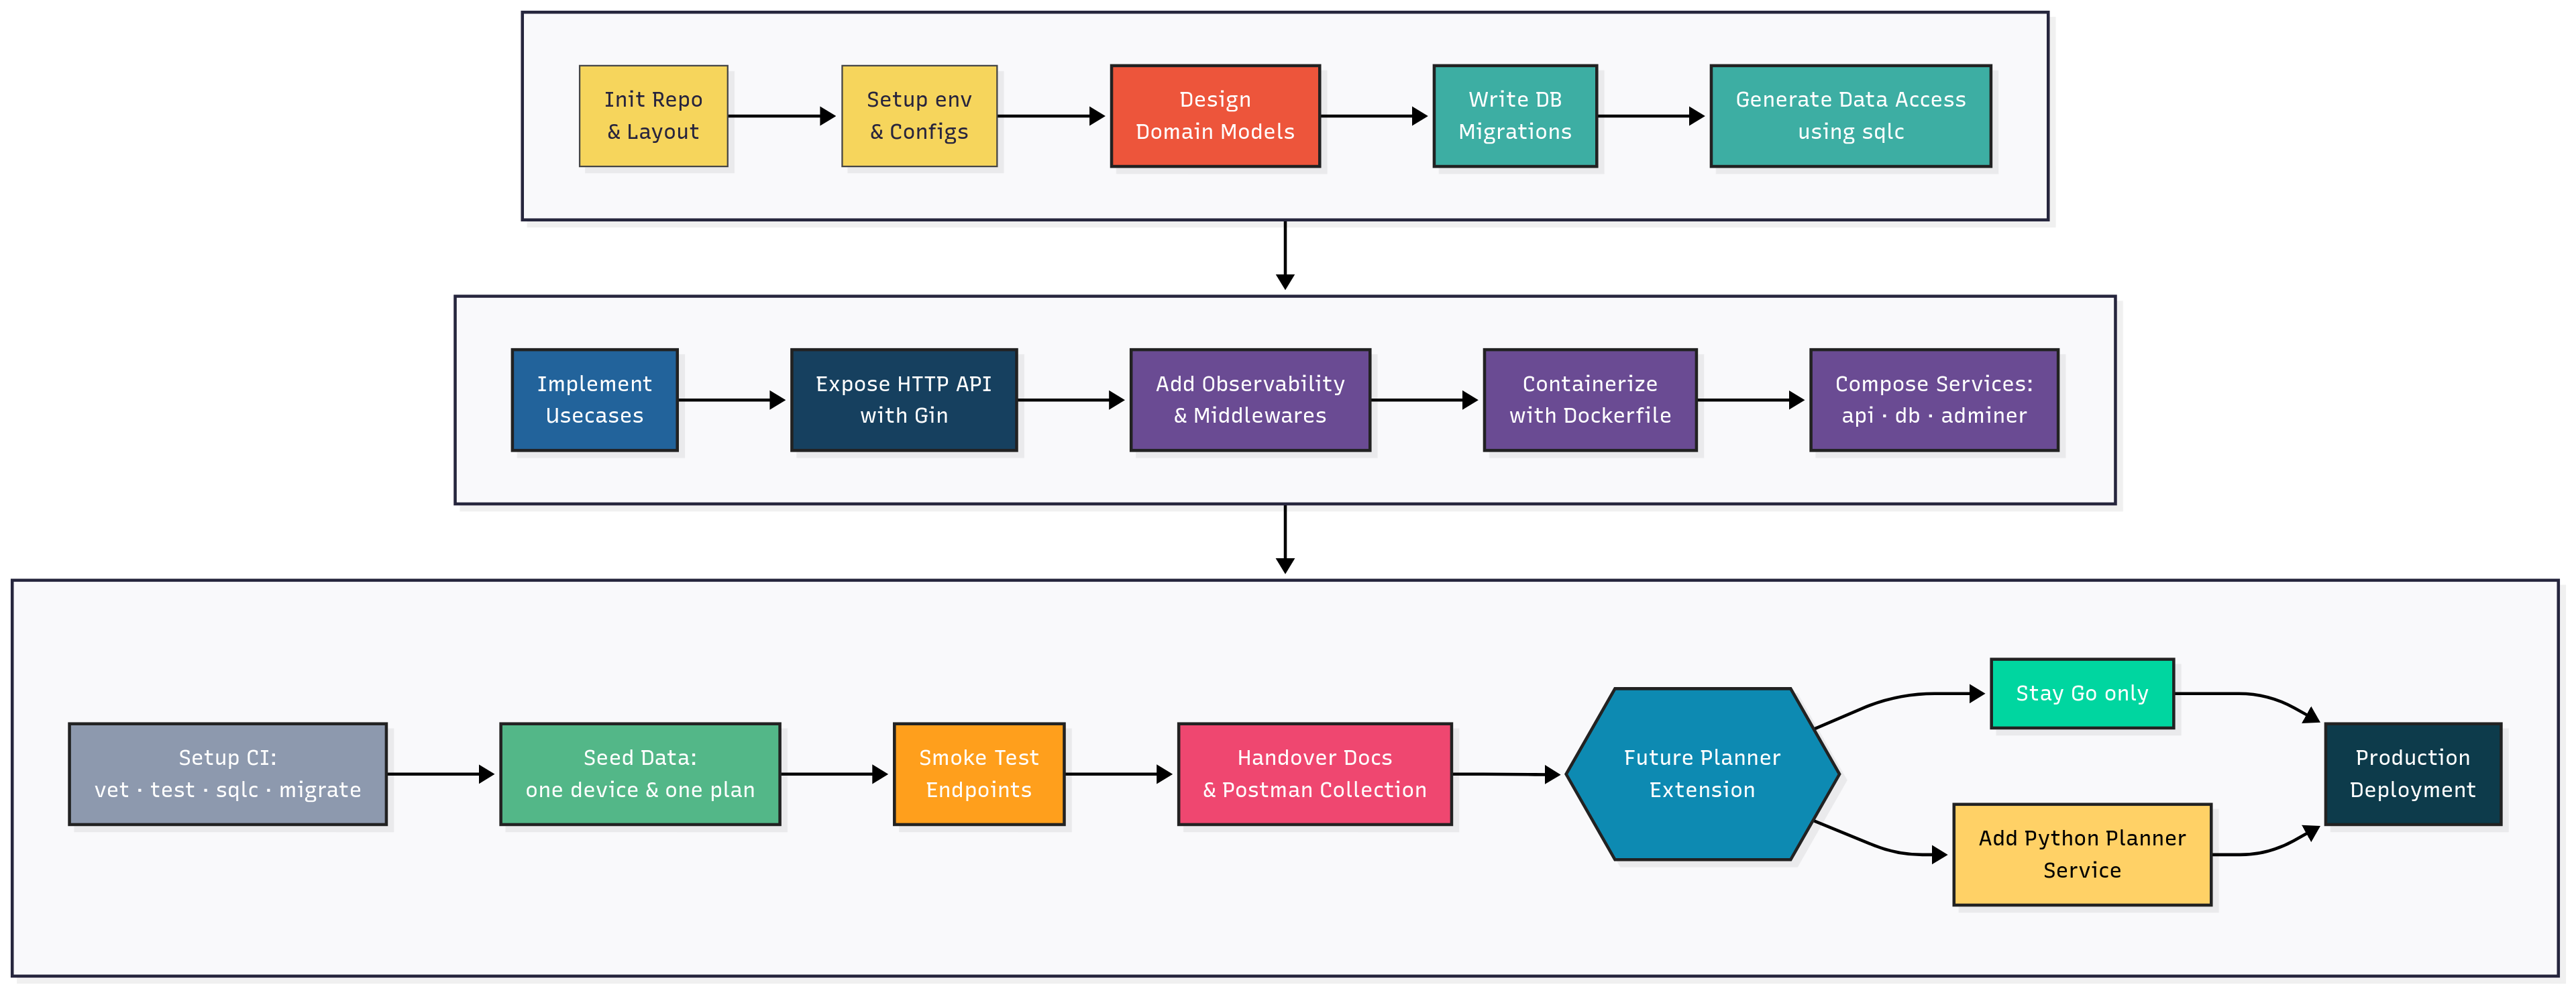 Init Repo
& Layout
Setup env
& Configs
Design
Domain Models
Write DB
Migrations
Generate Data Access
using sqlc
Implement
Usecases
Expose HTTP API
with Gin
Add Observability
& Middlewares
Containerize
with Dockerfile
Compose Services:
api · db · adminer
Setup CI:
vet · test · sqlc · migrate
Seed Data:
one device & one plan
Smoke Test
Endpoints
Handover Docs
& Postman Collection
Future Planner
Extension
Stay Go only
Add Python Planner
Service
Production
Deployment